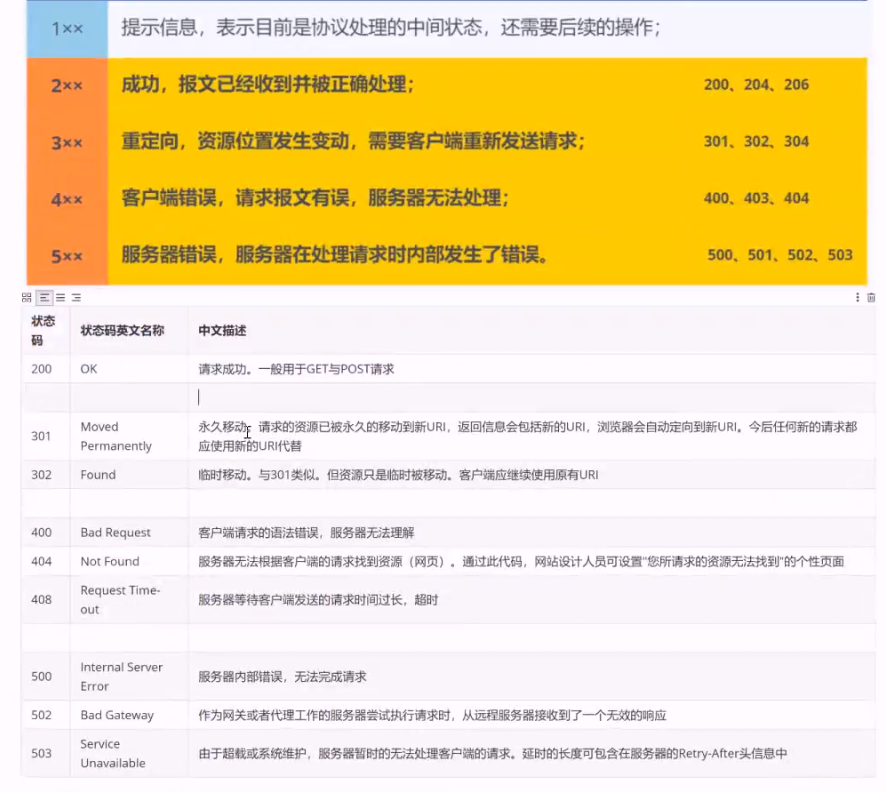 1×× 提示信息，表示目前是协议处理的中间状态，还需要后续的操作；
2×× 成功，报文已经收到并被正确处理； 200、204、206
3×× 重定向，资源位置发生变动，需要客户端重新发送请求； 301、302、304
4×× 客户端错误，请求报文有误，服务器无法处理； 400、403、404
5×× 服务器错误，服务器在处理请求时内部发生了错误。 500、501、502、503
状态
码 状态码英文名称 中文描述
200 OK 请求成功。一般用于GET与POST请求
301 Moved
Permanently 永久移动。请求的资源已被永久的移动到新URI，返回信息会包括新的URI，浏览器会自动定向到新URI。今后任何新的请求都
应使用新的URI代替
302 Found 临时移动。与301类似。但资源只是临时被移动。客户端应继续使用原有URI
400 Bad Request 客户端请求的语法错误，服务器无法理解
404 Not Found 服务器无法根据客户端的请求找到资源（网页）。通过此代码，网站设计人员可设置"您所请求的资源无法找到"的个性页面
408 Request Time-
out 服务器等待客户端发送的请求时间过长，超时
500 Internal Server
Error 服务器内部错误，无法完成请求
502 Bad Gateway 作为网关或者代理工作的服务器尝试执行请求时，从远程服务器接收到了一个无效的响应
503 Service
Unavailable 由于超载或系统维护，服务器暂时的无法处理客户端的请求。延时的长度可包含在服务器的Retry-After头信息中